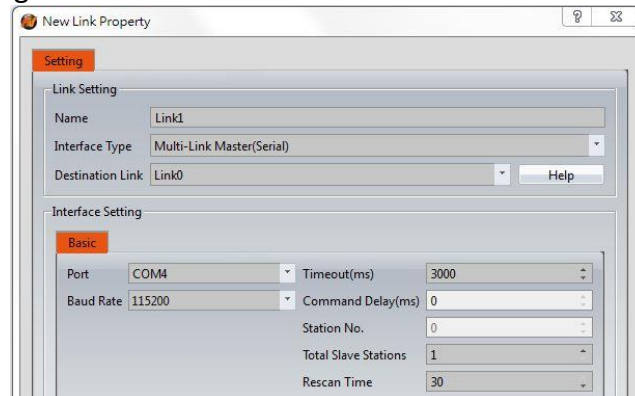 New Link Property
Setting
Link Setting
Name Link1
Interface Type Multi-Link Master(Serial)
Destination Link Link0 Help
Interface Setting
Basic
Port COM4 Timeout(ms) 3000
Baud Rate 115200 Command Delay(ms) 0
Station No. 0
Total Slave Stations 1
Rescan Time 30